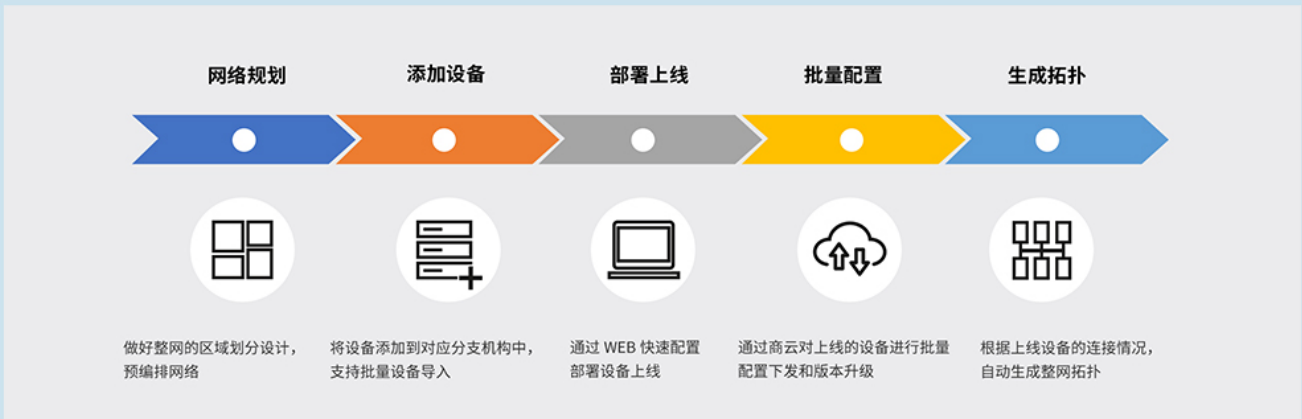 网络规划
添加设备
部署上线
批量配置
生成拓扑
做好整网的区域划分设计，
预编排网络
将设备添加到对应分支机构中，
支持批量设备导入
通过 WEB 快速配置
部署设备上线
通过商云对上线的设备进行批量
配置下发和版本升级
根据上线设备的连接情况，
自动生成整网拓扑